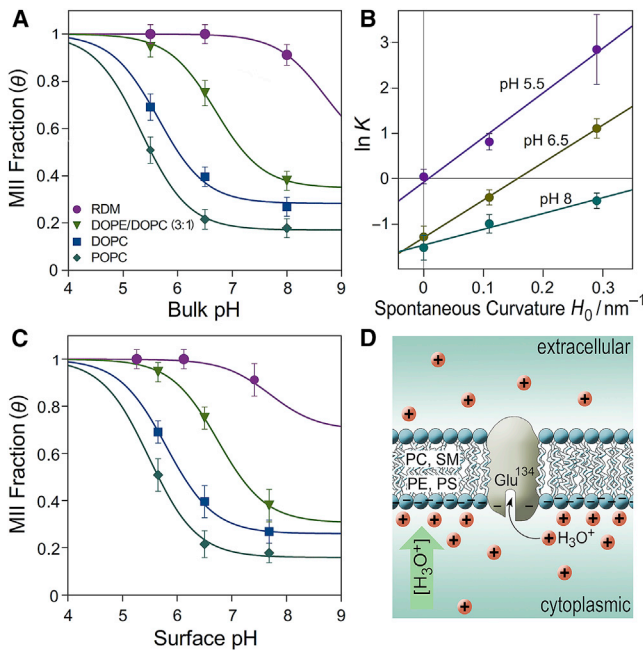 A
MII Fraction (θ)
1
0.8
0.6
0.4
0.2
0
RDM
DOPE/DOPC (3:1)
DOPC
POPC
4 5 6 7 8 9
Bulk pH
B
ln K
3
2
1
0
−1
pH 5.5
pH 6.5
pH 8
0 0.1 0.2 0.3
Spontaneous Curvature H₀ / nm⁻¹
C
MII Fraction (θ)
1
0.8
0.6
0.4
0.2
0
4 5 6 7 8 9
Surface pH
D
extracellular
+ + + + +
PC, SM
PE, PS
Glu¹³⁴
H₃O⁺
[H₃O⁺]
cytoplasmic